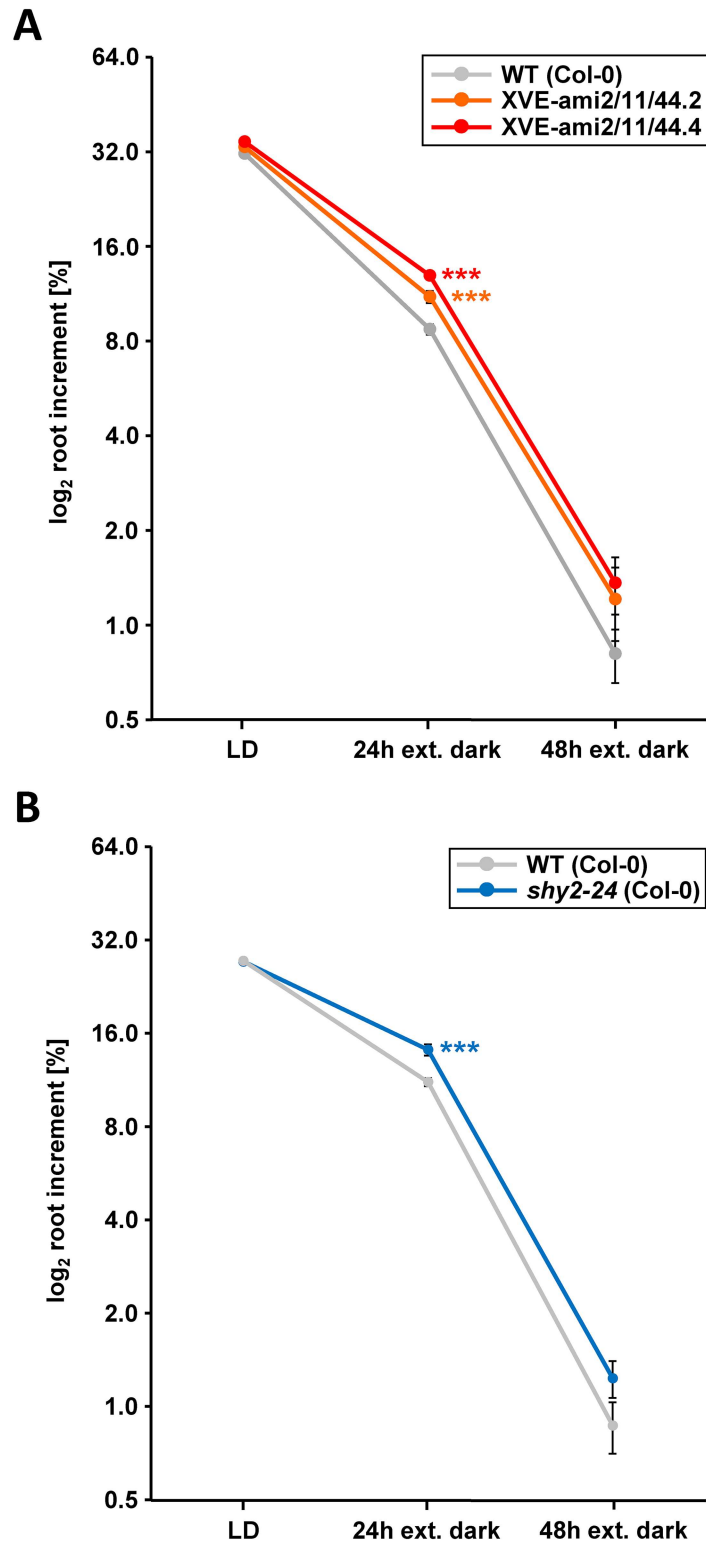 A
64.0
32.0
16.0
8.0
4.0
2.0
1.0
0.5
log₂ root increment [%]
WT (Col-0)
XVE-ami2/11/44.2
XVE-ami2/11/44.4
***
***
LD
24h ext. dark
48h ext. dark
B
64.0
32.0
16.0
8.0
4.0
2.0
1.0
0.5
log₂ root increment [%]
WT (Col-0)
shy2-24 (Col-0)
***
LD
24h ext. dark
48h ext. dark